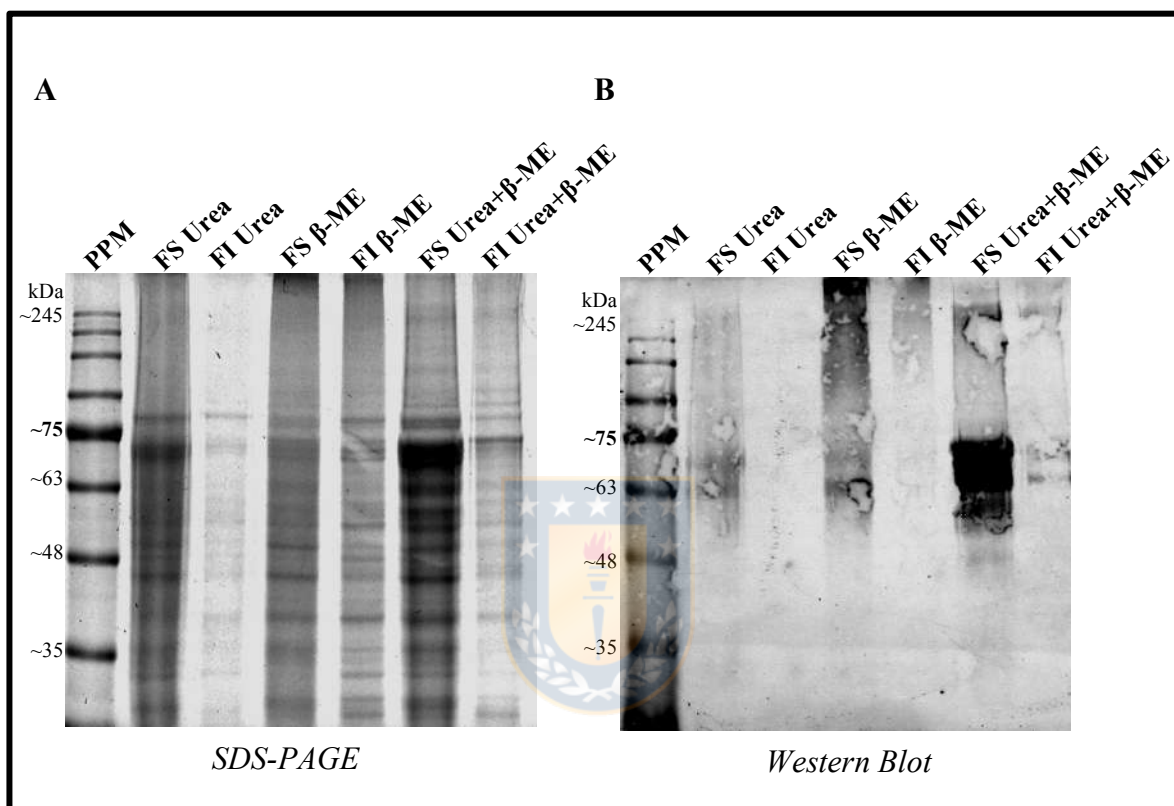 A
PPM
FS Urea
FI Urea
FS β-ME
FI β-ME
FS Urea+β-ME
FI Urea+β-ME
kDa
~245
~75
~63
~48
~35
SDS-PAGE
B
PPM
FS Urea
FI Urea
FS β-ME
FI β-ME
FS Urea+β-ME
FI Urea+β-ME
kDa
~245
~75
~63
~48
~35
Western Blot